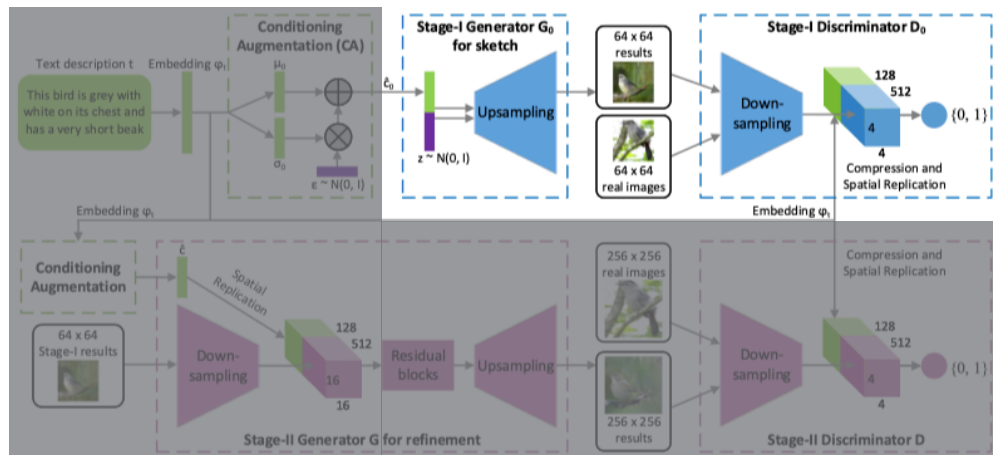 Text description t
Embedding φt
This bird is grey with
white on its chest and
has a very short beak
Conditioning
Augmentation (CA)
μ0
σ0
ε ~ N(0, I)
ĉ0
Stage-I Generator G0
for sketch
Upsampling
z ~ N(0, I)
64 x 64
results
64 x 64
real images
Stage-I Discriminator D0
Down-
sampling
128
512
4
4
{0, 1}
Compression and
Spatial Replication
Embedding φt
Embedding φt
Conditioning
Augmentation
ĉ
Spatial
Replication
64 x 64
Stage-I results
Down-
sampling
128
512
16
16
Residual
blocks
Upsampling
Stage-II Generator G for refinement
256 x 256
real images
256 x 256
results
Compression and
Spatial Replication
Down-
sampling
128
512
4
4
{0, 1}
Stage-II Discriminator D